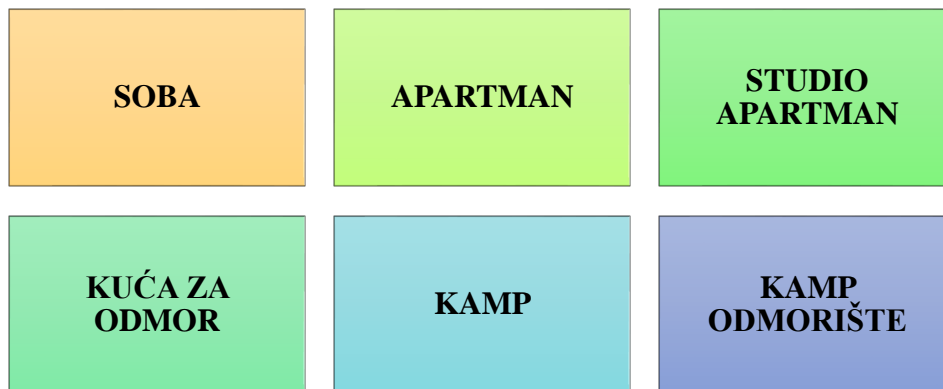 SOBA
APARTMAN
STUDIO
APARTMAN
KUĆA ZA
ODMOR
KAMP
KAMP
ODMORIŠTE